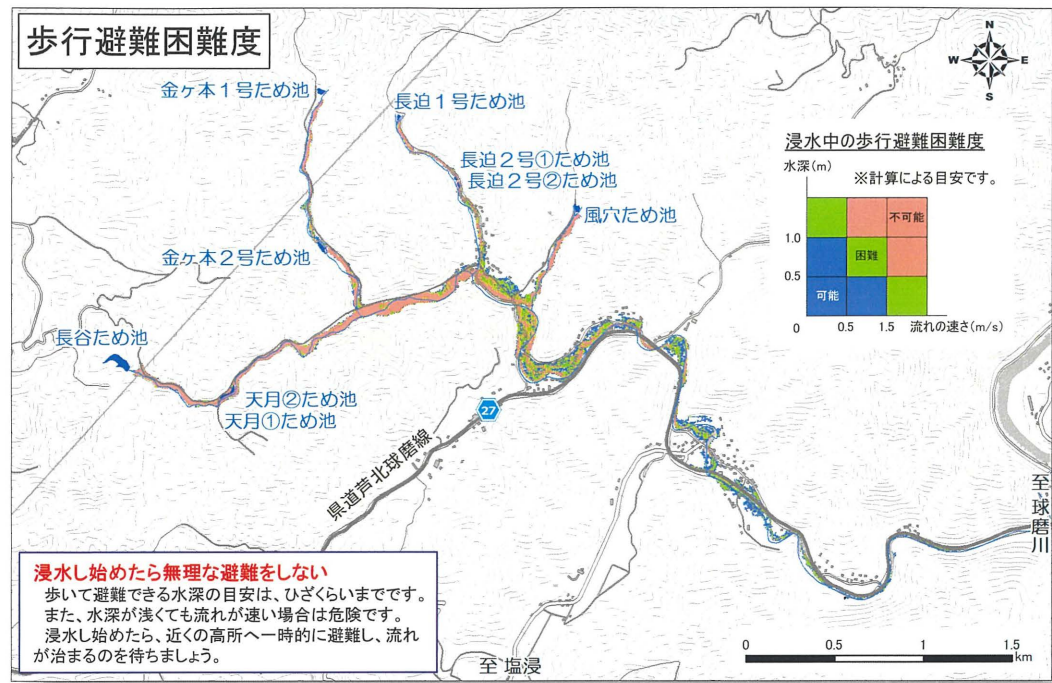 歩行避難困難度
N
W E
S
金ヶ本1号ため池
長迫1号ため池
長迫2号①ため池
長迫2号②ため池
風穴ため池
金ヶ本2号ため池
長谷ため池
天月②ため池
天月①ため池
27
県道芦北球磨線
至球磨川
至 塩浸
浸水中の歩行避難困難度
水深(m)
※計算による目安です。
不可能
1.0
困難
0.5
可能
0 0.5 1.5 流れの速さ(m/s)
浸水し始めたら無理な避難をしない
歩いて避難できる水深の目安は、ひざくらいまでです。
また、水深が浅くても流れが速い場合は危険です。
浸水し始めたら、近くの高所へ一時的に避難し、流れ
が治まるのを待ちましょう。
0 0.5 1 1.5
km